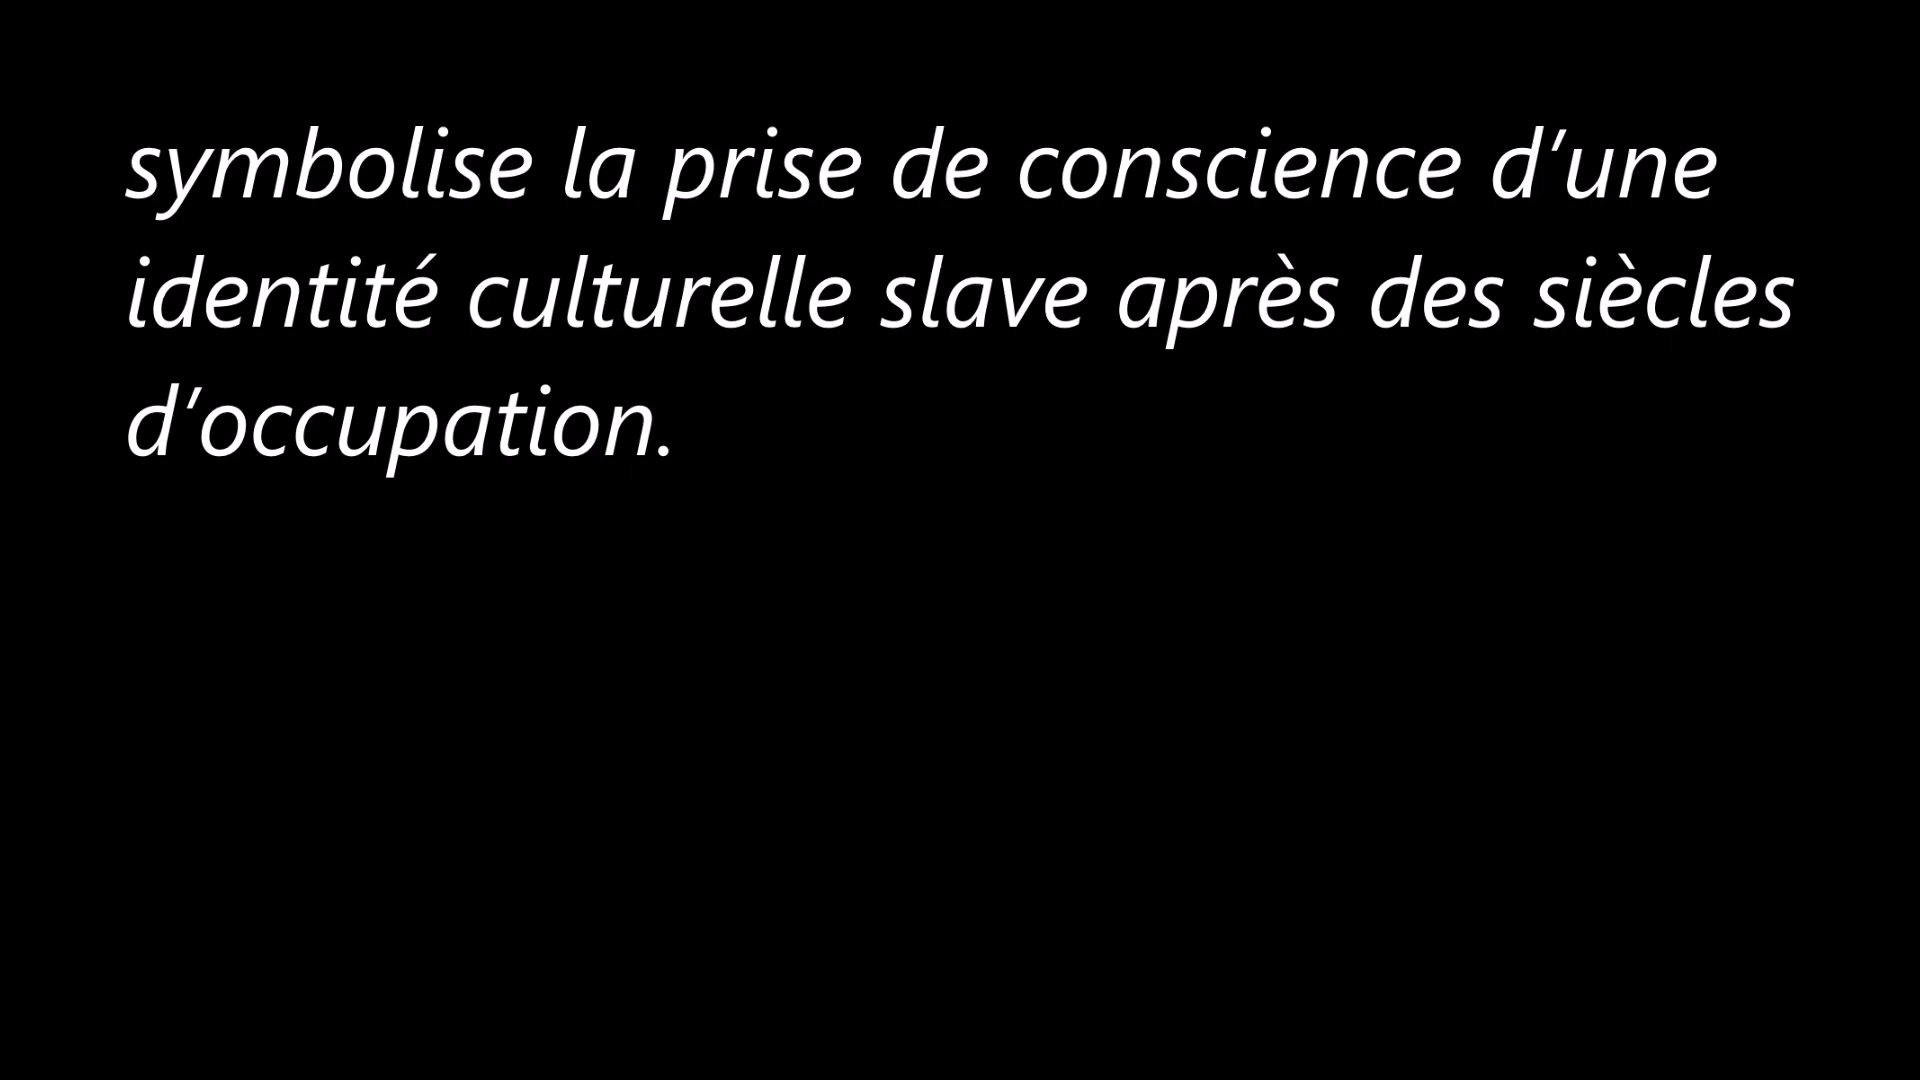 symbolise la prise de conscience d’une
identité culturelle slave après des siècles
d’occupation.